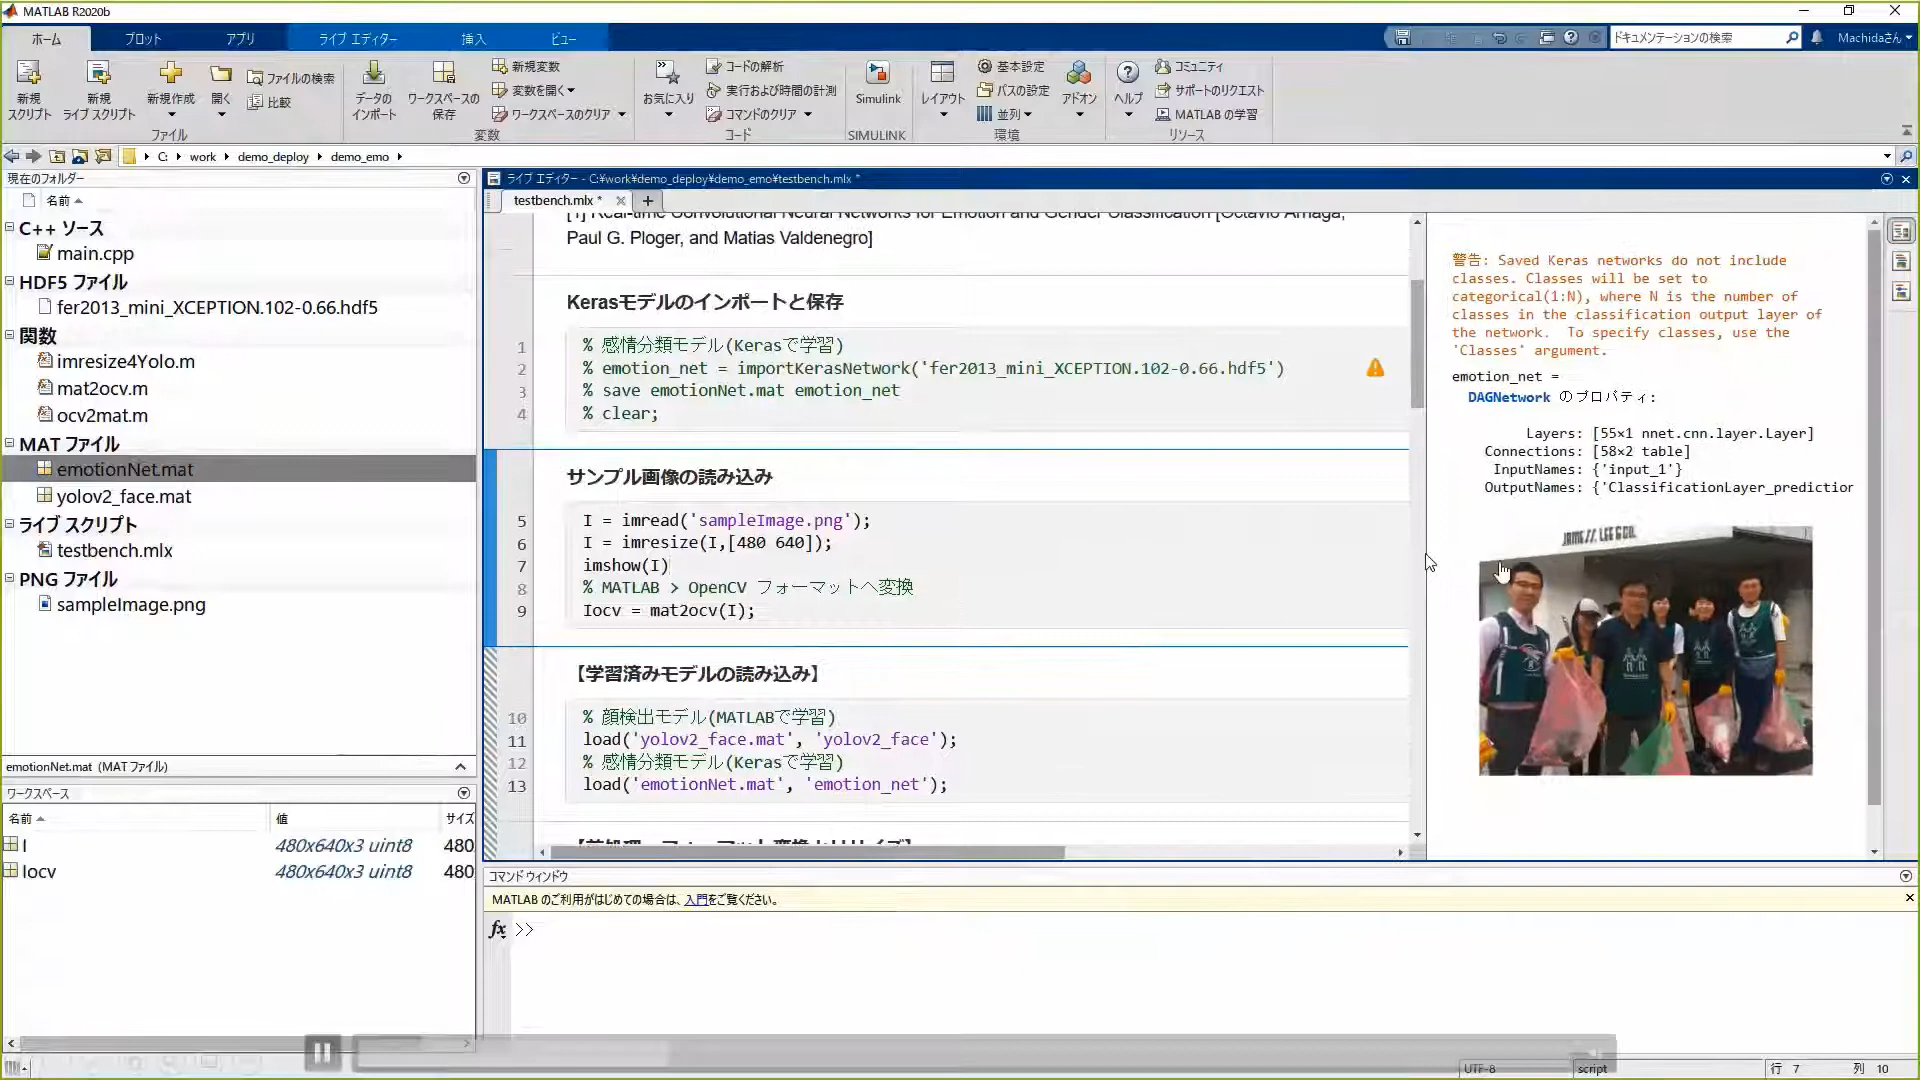 MATLAB R2020b
ホーム
プロット
アプリ
ライブ エディター
挿入
ビュー
ドキュメンテーションの検索
Machidaさん
新規
スクリプト
新規
ライブ スクリプト
新規作成
開く
ファイルの検索
比較
ファイル
データの
インポート
ワークスペースの
保存
新規変数
変数を開く
ワークスペースのクリア
変数
お気に入り
コードの解析
実行および時間の計測
コマンドのクリア
コード
Simulink
SIMULINK
レイアウト
基本設定
パスの設定
並列
アドオン
環境
ヘルプ
コミュニティ
サポートのリクエスト
MATLAB の学習
リソース
C: ▸ work ▸ demo_deploy ▸ demo_emo ▸
現在のフォルダー
名前
C++ ソース
main.cpp
HDF5 ファイル
fer2013_mini_XCEPTION.102-0.66.hdf5
関数
imresize4Yolo.m
mat2ocv.m
ocv2mat.m
MAT ファイル
emotionNet.mat
yolov2_face.mat
ライブ スクリプト
testbench.mlx
PNG ファイル
sampleImage.png
emotionNet.mat (MAT ファイル)
ワークスペース
名前 値 サイズ
I 480x640x3 uint8 480
Iocv 480x640x3 uint8 480
ライブ エディター - C:¥work¥demo_deploy¥demo_emo¥testbench.mlx *
testbench.mlx *
[1] Real-time Convolutional Neural Networks for Emotion and Gender Classification [Octavio Arriaga,
Paul G. Ploger, and Matias Valdenegro]
Kerasモデルのインポートと保存
1 % 感情分類モデル(Kerasで学習)
2 % emotion_net = importKerasNetwork('fer2013_mini_XCEPTION.102-0.66.hdf5')
3 % save emotionNet.mat emotion_net
4 % clear;
サンプル画像の読み込み
5 I = imread('sampleImage.png');
6 I = imresize(I,[480 640]);
7 imshow(I)
8 % MATLAB > OpenCV フォーマットへ変換
9 Iocv = mat2ocv(I);
【学習済みモデルの読み込み】
10 % 顔検出モデル(MATLABで学習)
11 load('yolov2_face.mat', 'yolov2_face');
12 % 感情分類モデル(Kerasで学習)
13 load('emotionNet.mat', 'emotion_net');
警告: Saved Keras networks do not include
classes. Classes will be set to
categorical(1:N), where N is the number of
classes in the classification output layer of
the network. To specify classes, use the
'Classes' argument.
emotion_net =
DAGNetwork のプロパティ:
Layers: [55×1 nnet.cnn.layer.Layer]
Connections: [58×2 table]
InputNames: {'input_1'}
OutputNames: {'ClassificationLayer_prediction
コマンド ウィンドウ
MATLAB のご利用がはじめての場合は、入門をご覧ください。
fx >>
UTF-8
script
行 7
列 10